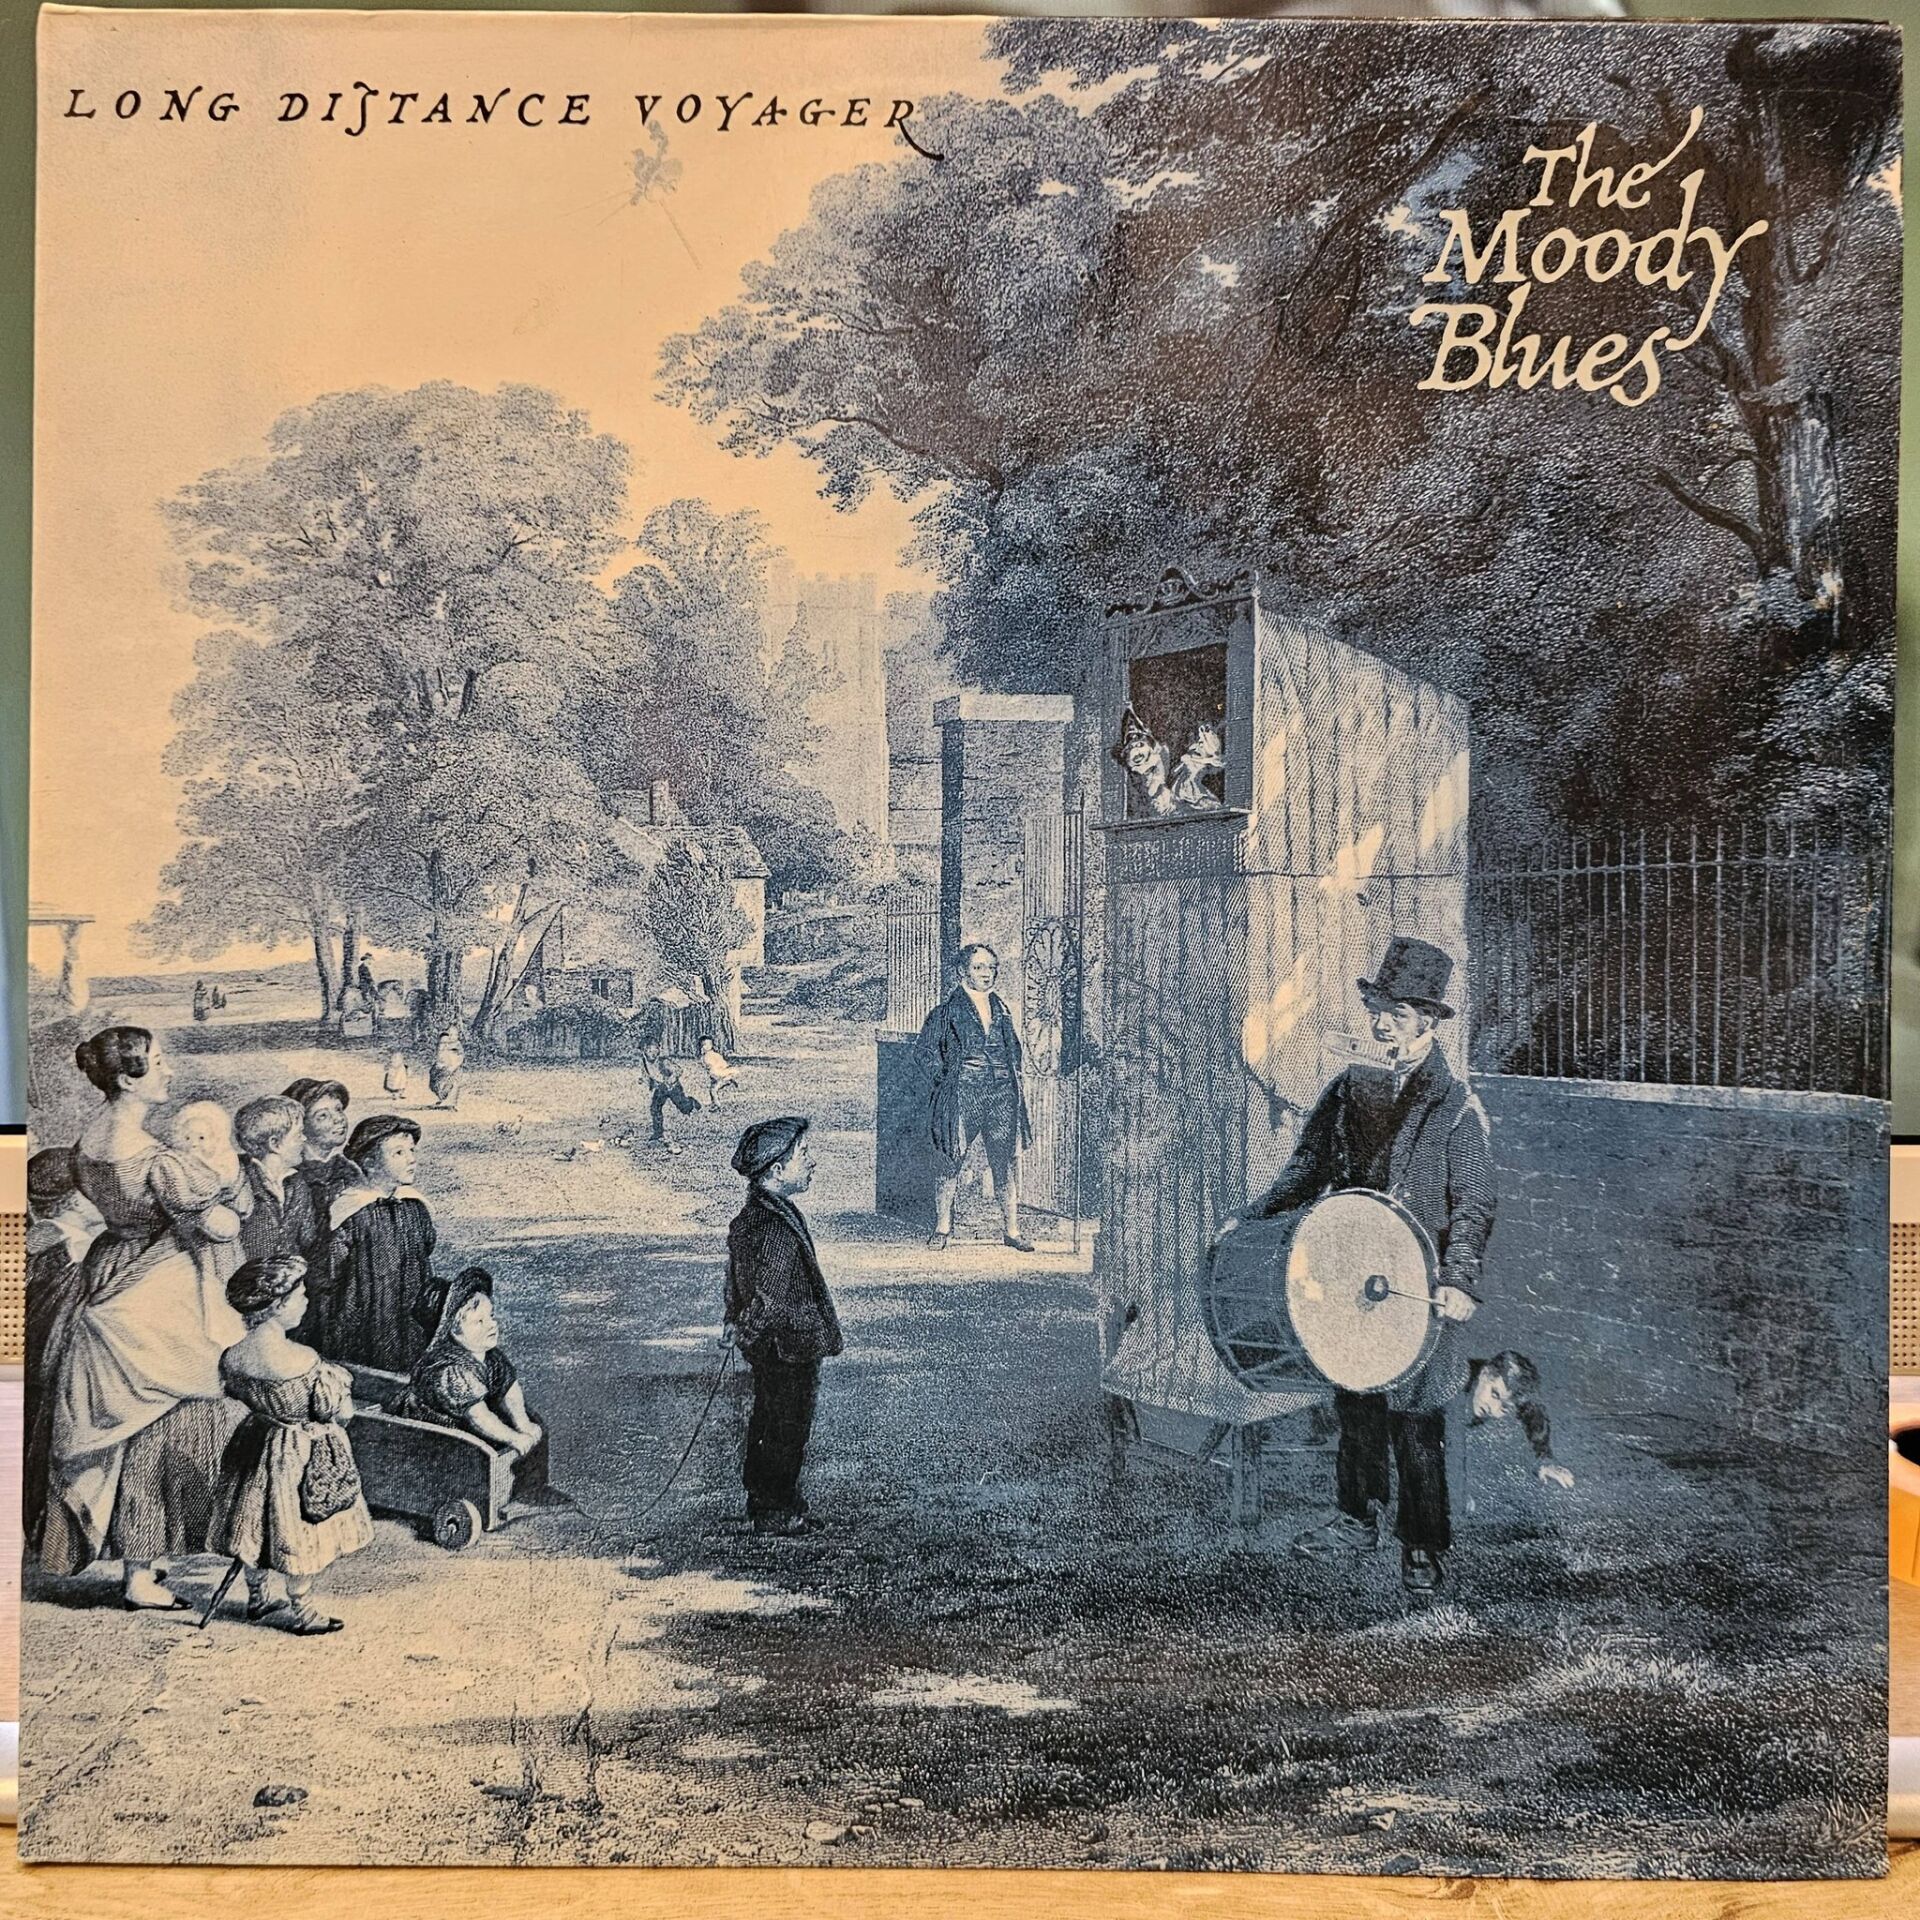 LONG DISTANCE VOYAGER
The
Moody
Blues